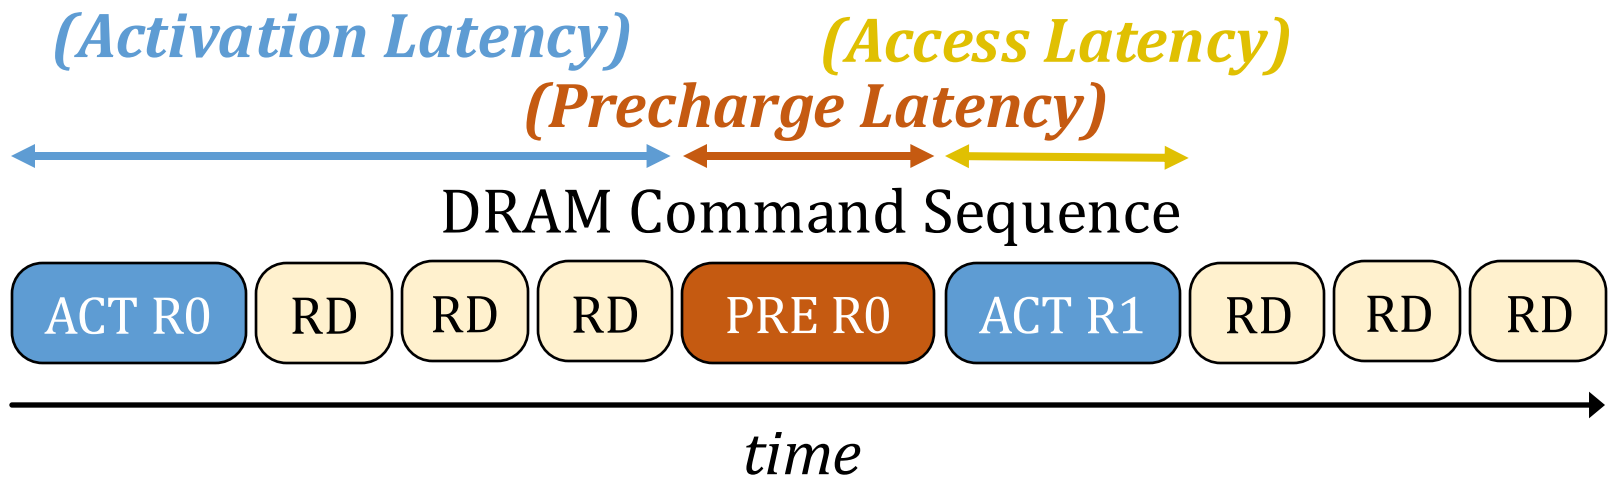 (Activation Latency)
(Access Latency)
(Precharge Latency)
DRAM Command Sequence
ACT R0 RD RD RD PRE R0 ACT R1 RD RD RD
time